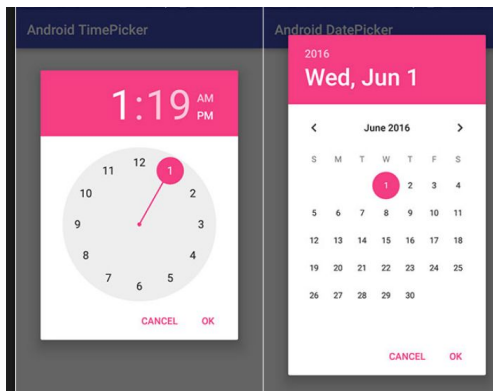 Android TimePicker
1:19
AM
PM
12
1
2
3
4
5
6
7
8
9
10
11
CANCEL OK
Android DatePicker
2016
Wed, Jun 1
< June 2016 >
S M T W T F S
1 2 3 4
5 6 7 8 9 10 11
12 13 14 15 16 17 18
19 20 21 22 23 24 25
26 27 28 29 30
CANCEL OK